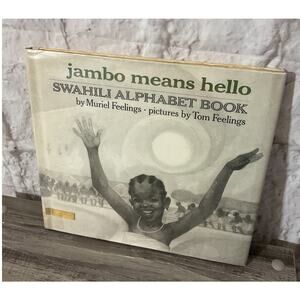 jambo means hello
SWAHILI ALPHABET BOOK
by Muriel Feelings · pictures by Tom Feelings